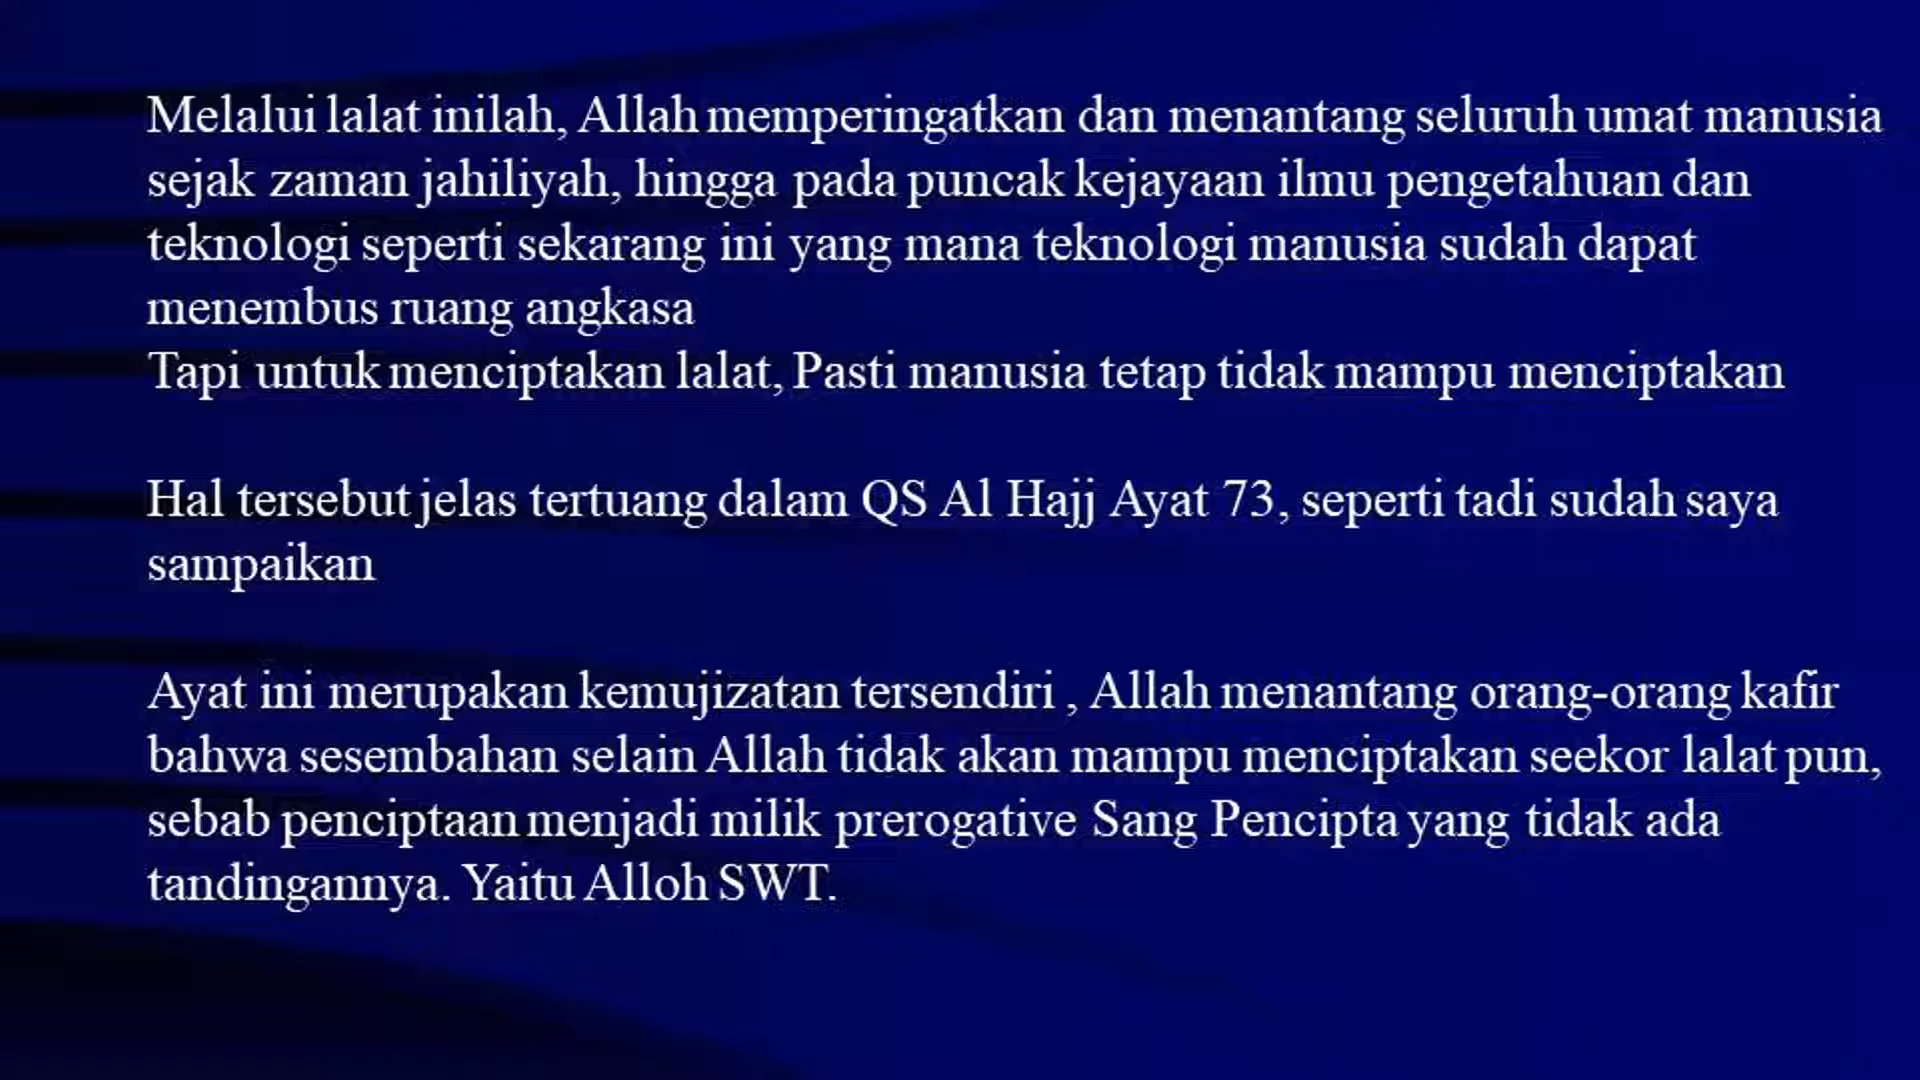 Melalui lalat inilah, Allah memperingatkan dan menantang seluruh umat manusia
sejak zaman jahiliyah, hingga pada puncak kejayaan ilmu pengetahuan dan
teknologi seperti sekarang ini yang mana teknologi manusia sudah dapat
menembus ruang angkasa
Tapi untuk menciptakan lalat, Pasti manusia tetap tidak mampu menciptakan
Hal tersebut jelas tertuang dalam QS Al Hajj Ayat 73, seperti tadi sudah saya
sampaikan
Ayat ini merupakan kemujizatan tersendiri , Allah menantang orang-orang kafir
bahwa sesembahan selain Allah tidak akan mampu menciptakan seekor lalat pun,
sebab penciptaan menjadi milik prerogative Sang Pencipta yang tidak ada
tandingannya. Yaitu Alloh SWT.